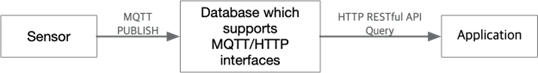 Sensor
MQTT
PUBLISH
Database which
supports
MQTT/HTTP
interfaces
HTTP RESTful API
Query
Application